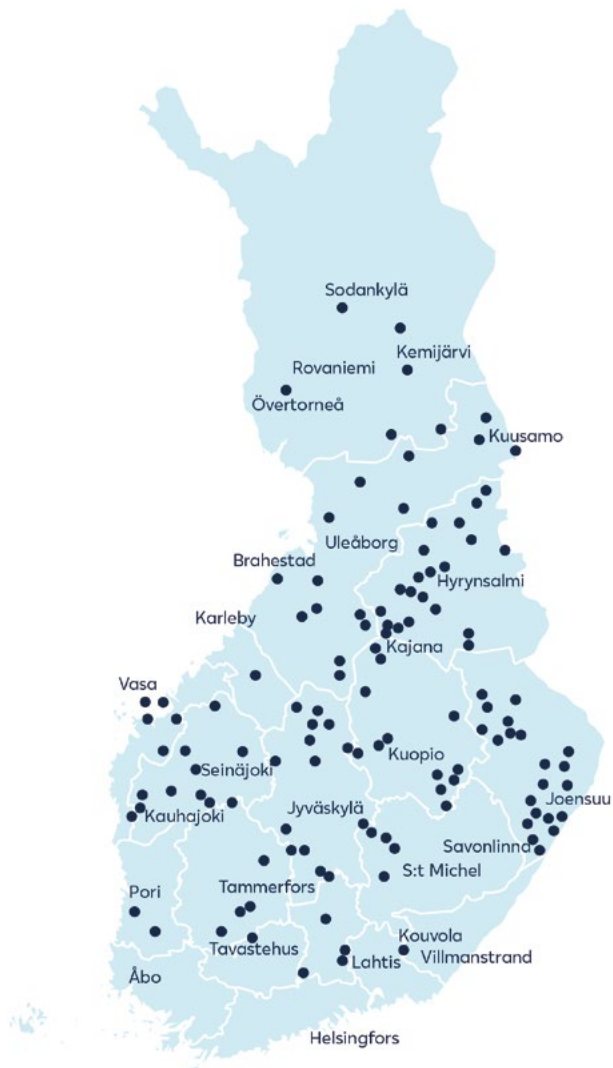 Sodankylä
Kemijärvi
Rovaniemi
Övertorneå
Kuusamo
Uleåborg
Brahestad
Hyrynsalmi
Karleby
Kajana
Vasa
Kuopio
Seinäjoki
Joensuu
Jyväskylä
Kauhajoki
Savonlinna
S:t Michel
Tammerfors
Pori
Kouvola
Tavastehus
Villmanstrand
Lahtis
Åbo
Helsingfors